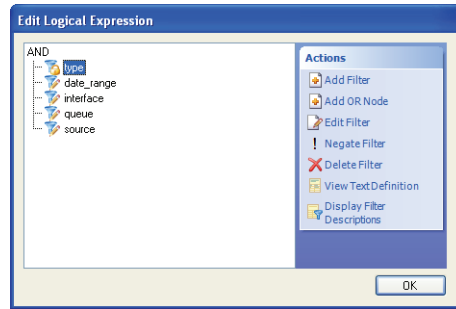 Edit Logical Expression
AND
type
date_range
interface
queue
source
Actions
Add Filter
Add OR Node
Edit Filter
Negate Filter
Delete Filter
View Text Definition
Display Filter
Descriptions
OK